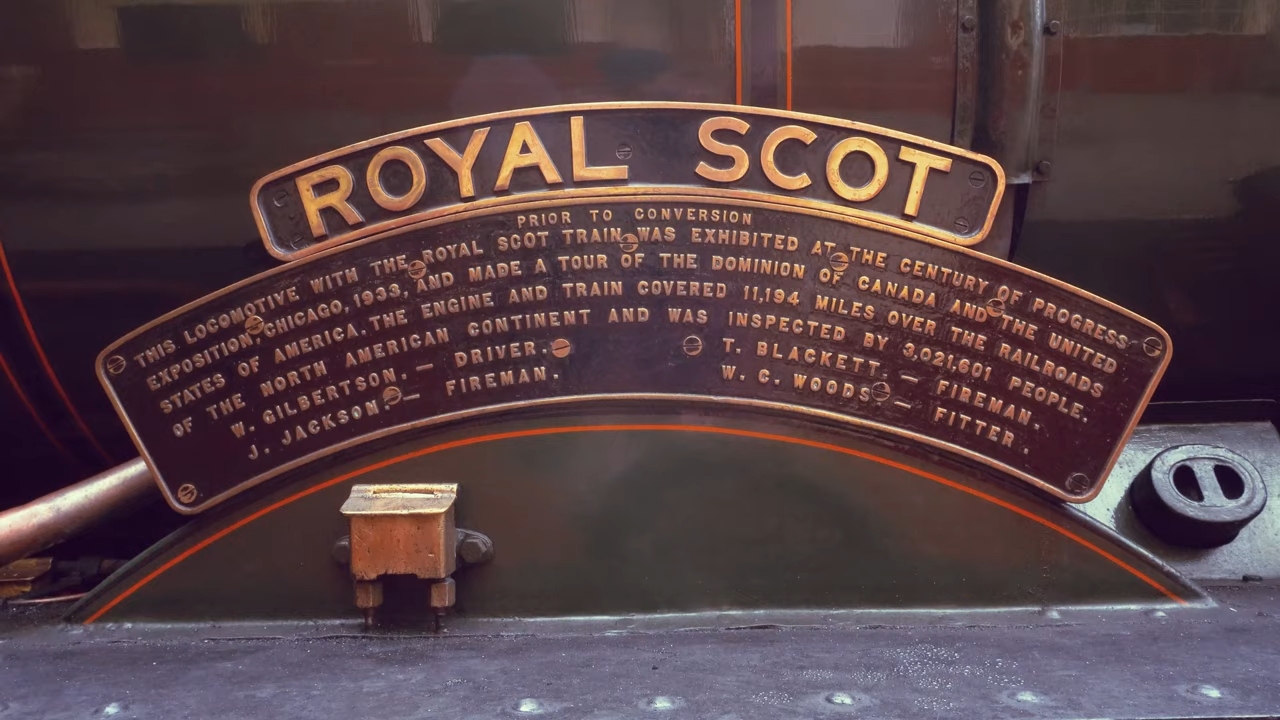 ROYAL SCOT
PRIOR TO CONVERSION
THIS LOCOMOTIVE WITH THE ROYAL SCOT TRAIN WAS EXHIBITED AT THE CENTURY OF PROGRESS
EXPOSITION, CHICAGO, 1933, AND MADE A TOUR OF THE DOMINION OF CANADA AND THE UNITED
STATES OF AMERICA. THE ENGINE AND TRAIN COVERED 11,194 MILES OVER THE RAILROADS
OF THE NORTH AMERICAN CONTINENT AND WAS INSPECTED BY 3,021,601 PEOPLE.
W. GILBERTSON. — DRIVER. T. BLACKETT. — FIREMAN.
J. JACKSON. — FIREMAN. W. C. WOODS. — FITTER.